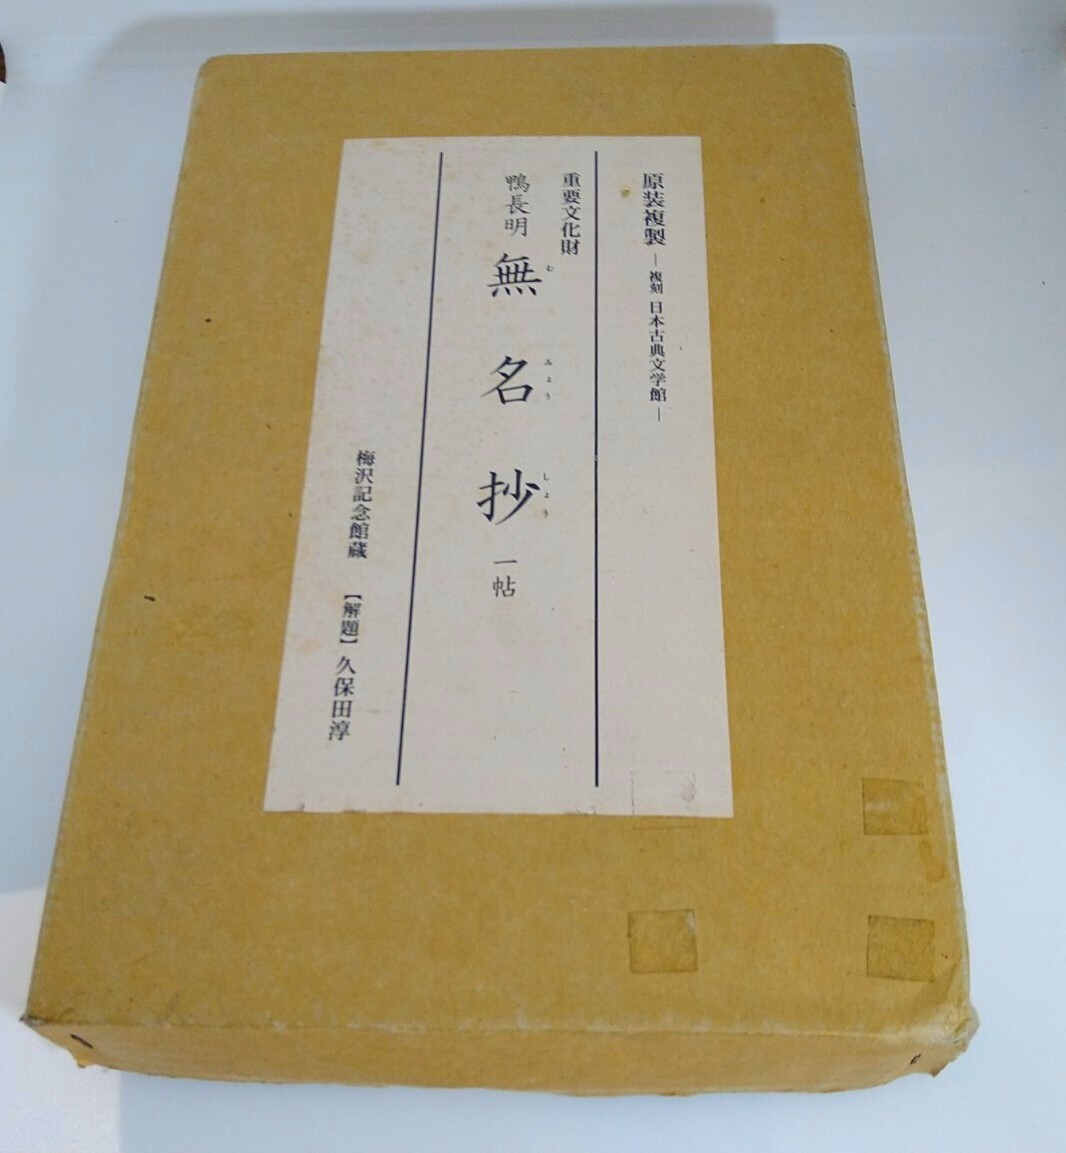 原装複製―複刻 日本古典文学館―
重要文化財
鴨長明 無名抄 一帖
む みょう しょう
梅沢記念館蔵 【解題】久保田淳